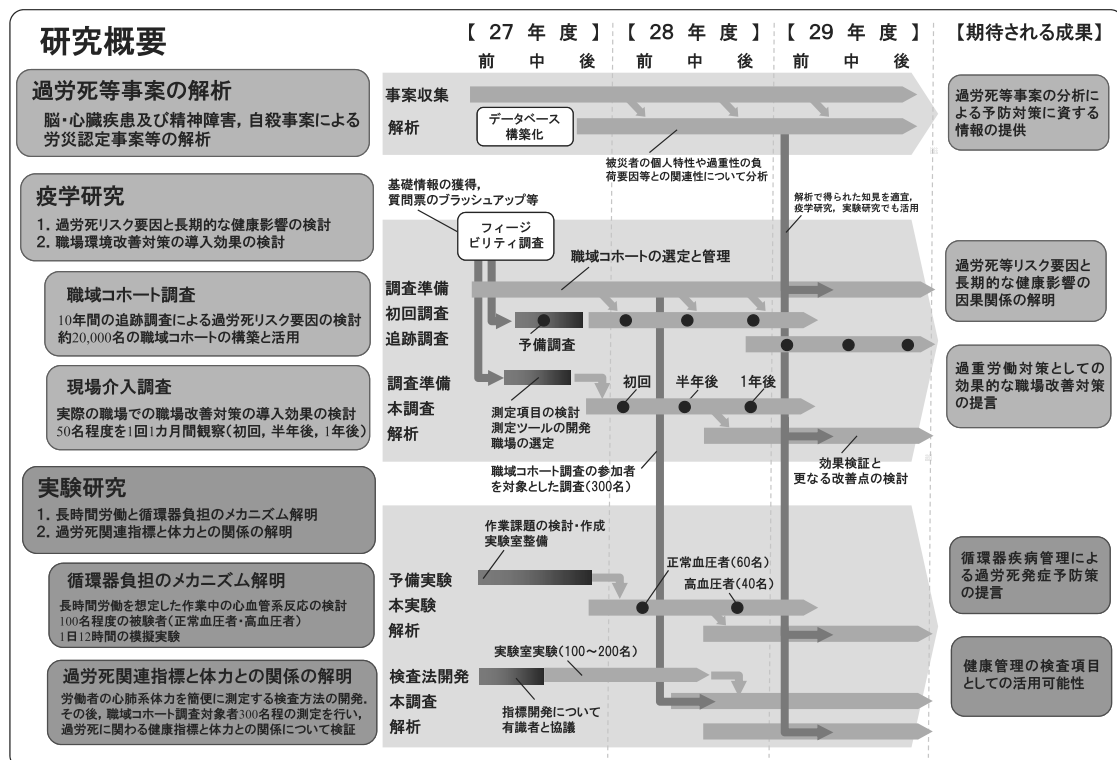 研究概要
【 27 年 度 】
【 28 年 度 】
【 29 年 度 】
【期待される成果】
前 中 後
前 中 後
前 中 後
過労死等事案の解析
脳・心臓疾患及び精神障害，自殺事案による
労災認定事案等の解析
事案収集
解析
データベース
構築化
被災者の個人特性や過重性の負
荷要因等との関連性について分析
過労死等事案の分析
による予防対策に資する
情報の提供
疫学研究
1. 過労死リスク要因と長期的な健康影響の検討
2. 職場環境改善対策の導入効果の検討
基礎情報の獲得，
質問票のブラッシュアップ等
フィージ
ビリティ調査
解析で得られた知見を適宜，
疫学研究，実験研究でも活用
職域コホート調査
10年間の追跡調査による過労死リスク要因の検討
約20,000名の職域コホートの構築と活用
職域コホートの選定と管理
調査準備
初回調査
追跡調査
予備調査
過労死等リスク要因と
長期的な健康影響の
因果関係の解明
現場介入調査
実際の職場での職場改善対策の導入効果の検討
50名程度を1回1カ月間観察（初回，半年後，1年後）
調査準備
本調査
解析
初回
半年後
1年後
測定項目の検討
測定ツールの開発
職場の選定
効果検証と
更なる改善点の検討
過重労働対策としての
効果的な職場改善対策
の提言
職域コホート調査の参加者
を対象とした調査（300名）
実験研究
1. 長時間労働と循環器負担のメカニズム解明
2. 過労死関連指標と体力との関係の解明
循環器負担のメカニズム解明
長時間労働を想定した作業中の心血管系反応の検討
100名程度の被験者（正常血圧者・高血圧者）
1日12時間の模擬実験
作業課題の検討・作成
実験室整備
予備実験
本実験
解析
正常血圧者（60名）
高血圧者（40名）
循環器疾病管理によ
る過労死発症予防策
の提言
過労死関連指標と体力との関係の解明
労働者の心肺系体力を簡便に測定する検査方法の開発．
その後，職域コホート調査対象者300名程の測定を行い，
過労死に関わる健康指標と体力との関係について検証
実験室実験（100～200名）
検査法開発
本調査
解析
指標開発について
有識者と協議
健康管理の検査項目
としての活用可能性